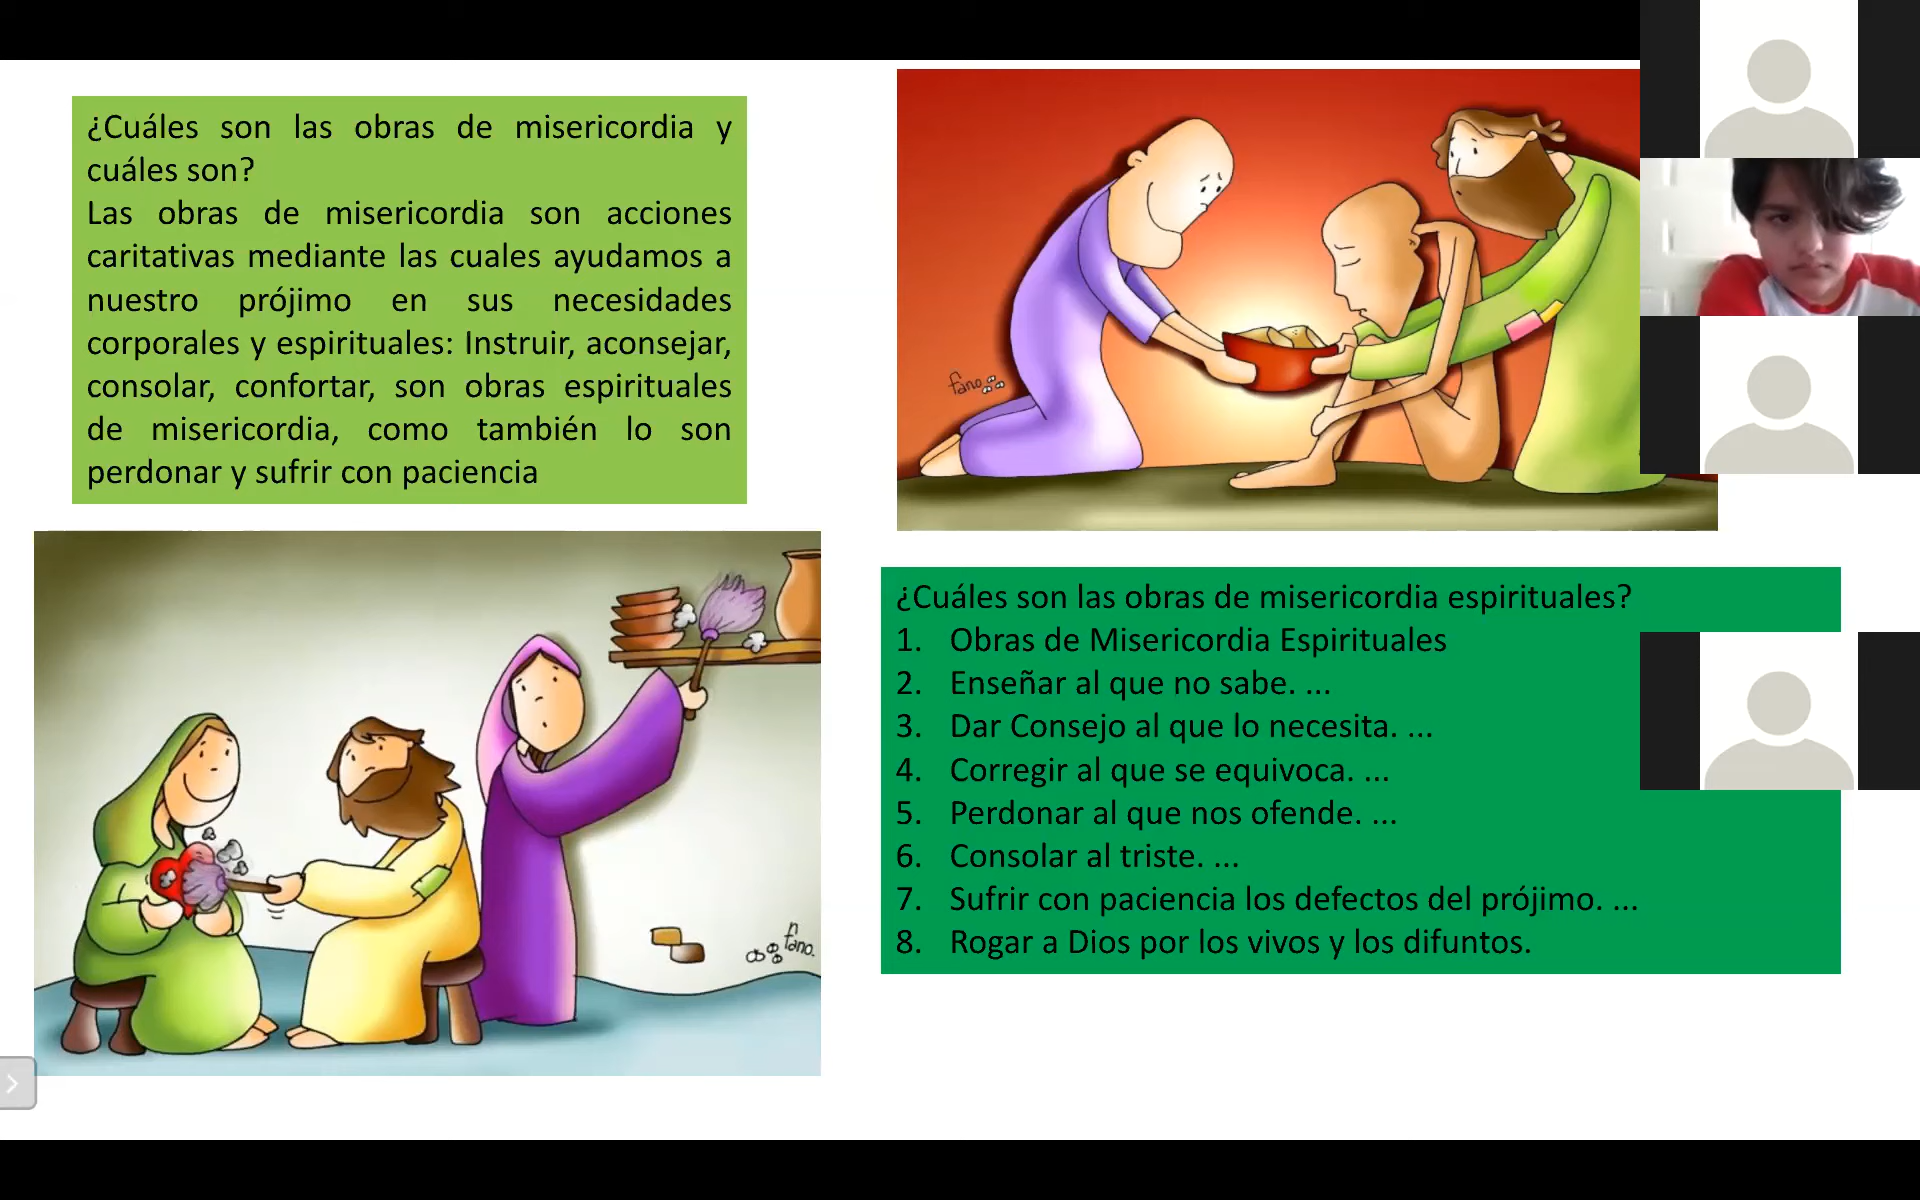 ¿Cuáles son las obras de misericordia y
cuáles son?
Las obras de misericordia son acciones
caritativas mediante las cuales ayudamos a
nuestro prójimo en sus necesidades
corporales y espirituales: Instruir, aconsejar,
consolar, confortar, son obras espirituales
de misericordia, como también lo son
perdonar y sufrir con paciencia
fano
fano.
¿Cuáles son las obras de misericordia espirituales?
1. Obras de Misericordia Espirituales
2. Enseñar al que no sabe. ...
3. Dar Consejo al que lo necesita. ...
4. Corregir al que se equivoca. ...
5. Perdonar al que nos ofende. ...
6. Consolar al triste. ...
7. Sufrir con paciencia los defectos del prójimo. ...
8. Rogar a Dios por los vivos y los difuntos.